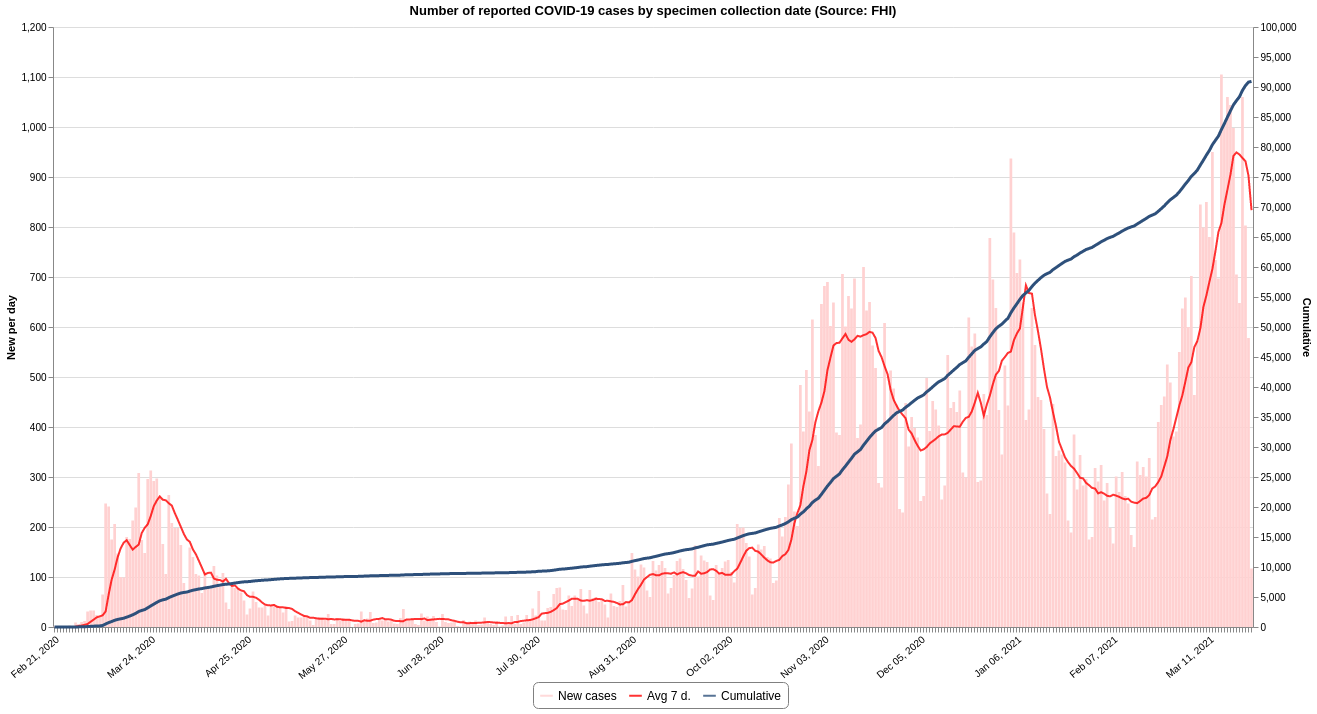 Number of reported COVID-19 cases by specimen collection date (Source: FHI)
1,200
1,100
1,000
900
800
700
600
500
400
300
200
100
0
New per day
100,000
95,000
90,000
85,000
80,000
75,000
70,000
65,000
60,000
55,000
50,000
45,000
40,000
35,000
30,000
25,000
20,000
15,000
10,000
5,000
0
Cumulative
Feb 21, 2020
Mar 24, 2020
Apr 25, 2020
May 27, 2020
Jun 28, 2020
Jul 30, 2020
Aug 31, 2020
Oct 02, 2020
Nov 03, 2020
Dec 05, 2020
Jan 06, 2021
Feb 07, 2021
Mar 11, 2021
New cases Avg 7 d. Cumulative